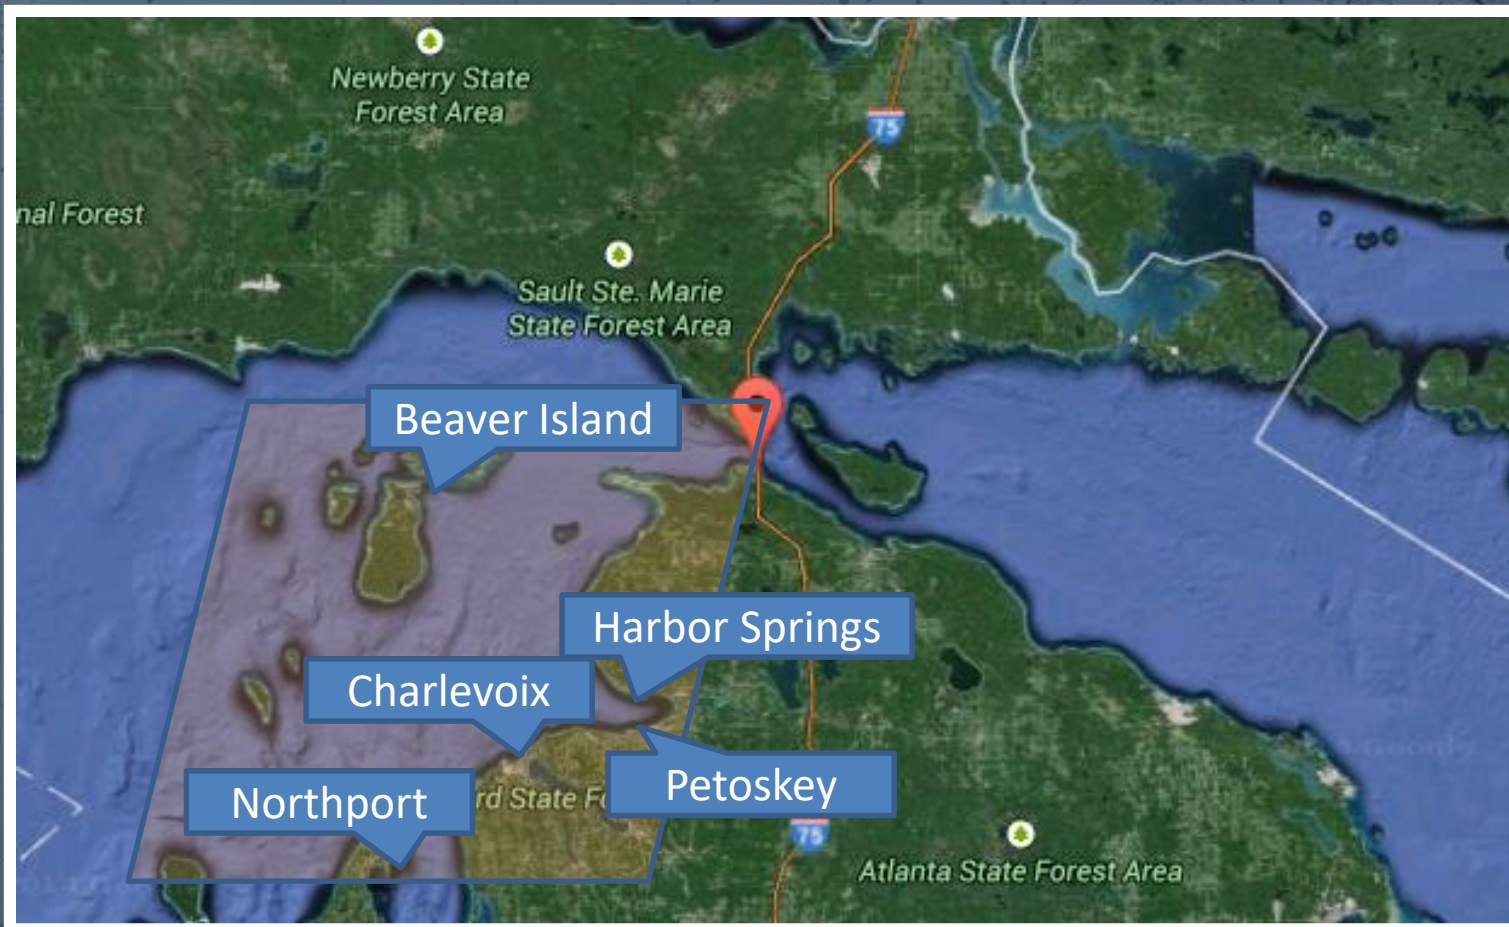 Newberry State
Forest Area
75
nal Forest
Sault Ste. Marie
State Forest Area
Beaver Island
Harbor Springs
Charlevoix
Petoskey
Northport
rd State Fo
75
Atlanta State Forest Area